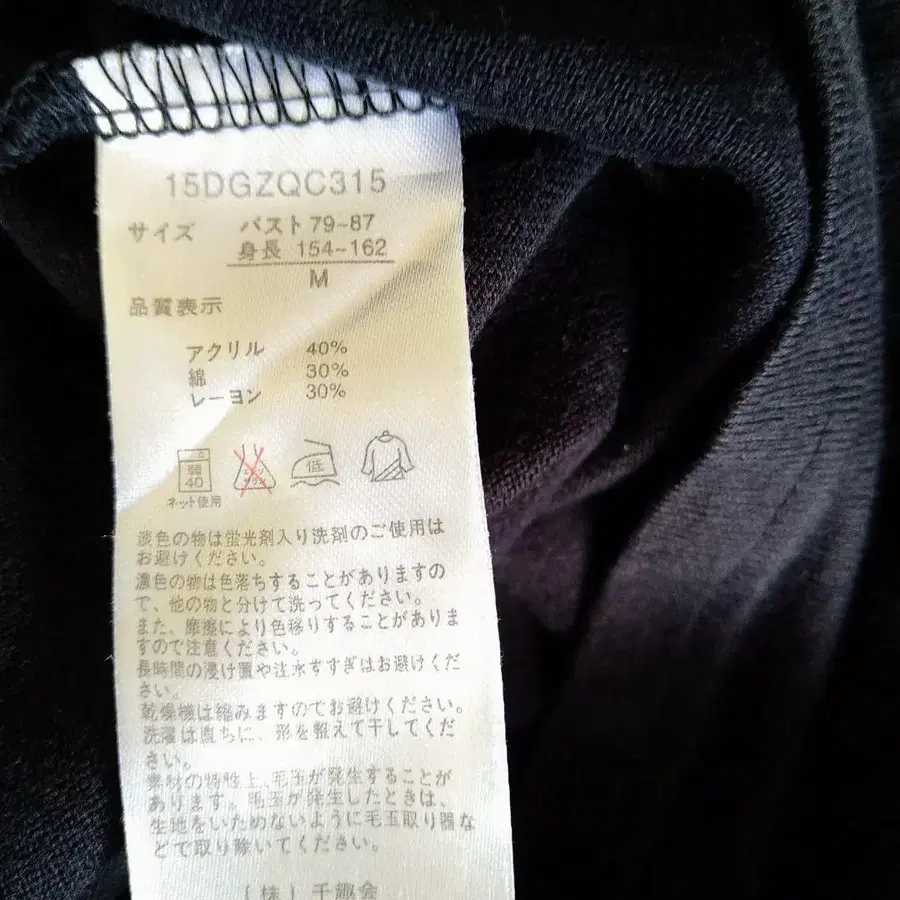 15DGZQC315
サイズ バスト 79~87
身長 154~162
M
品質表示
アクリル 40%
綿 30%
レーヨン 30%
弱
40
エンソ
カラン
低
ネット使用
淡色の物は蛍光剤入り洗剤のご使用は
お避けください。
濃色の物は色落ちすることがありますの
で、他の物と分けて洗ってください。
また、摩擦により色移りすることがありま
すので注意ください。
長時間の浸け置や注水すすぎはお避けくだ
さい。
乾燥機は縮みますのでお避けください。
洗濯は直ちに、形を整えて干してくだ
さい。
素材の特性上、毛玉が発生することが
あります。毛玉が発生したときは、
生地をいためないように毛玉取り器な
どで取り除いてください。
(株)千趣会